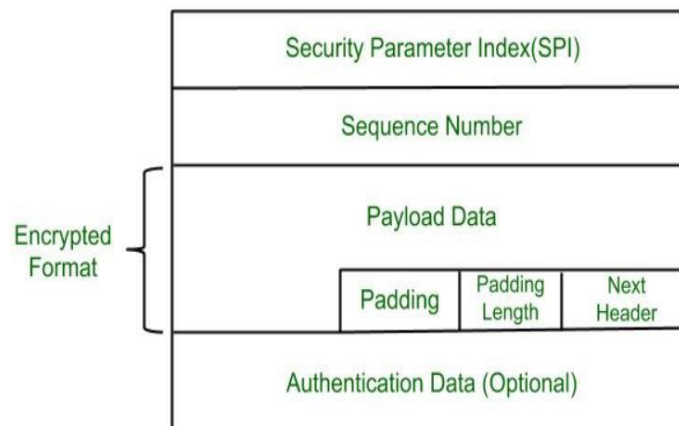 Security Parameter Index(SPI)
Sequence Number
Encrypted
Format
Payload Data
Padding
Padding
Length
Next
Header
Authentication Data (Optional)